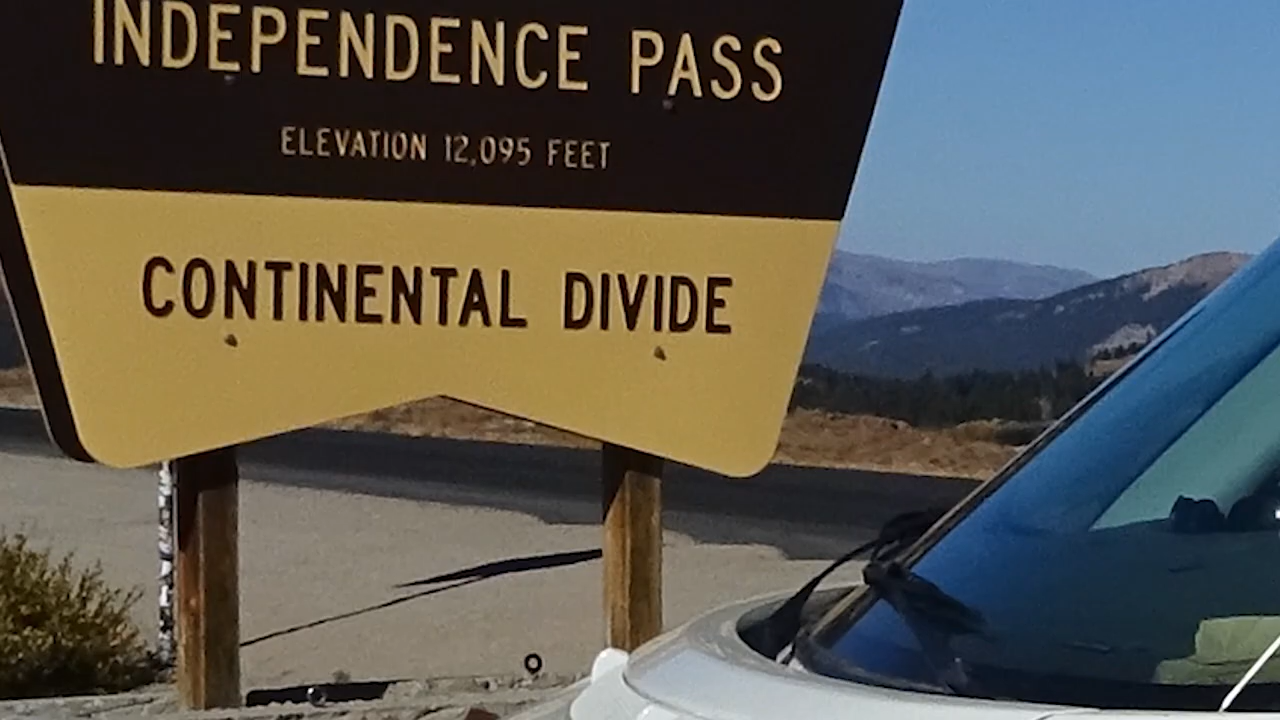 INDEPENDENCE PASS
ELEVATION 12,095 FEET
CONTINENTAL DIVIDE